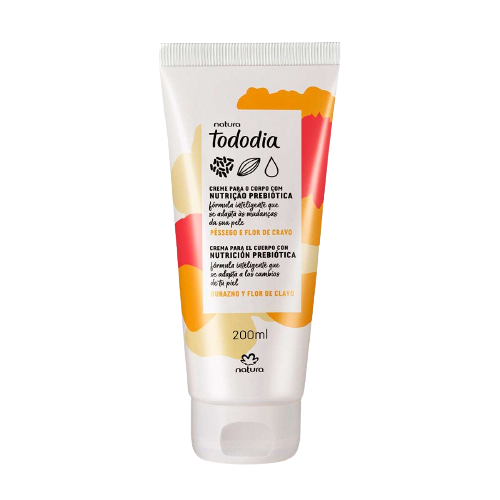 natura
Tododia
CREME PARA O CORPO COM
NUTRIÇÃO PREBIÓTICA
fórmula inteligente que
se adapta às mudanças
da sua pele
PÊSSEGO E FLOR DE CRAVO
CREMA PARA EL CUERPO CON
NUTRICIÓN PREBIÓTICA
fórmula inteligente que
se adapta a los cambios
de tu piel
DURAZNO Y FLOR DE CLAVO
200ml
natura